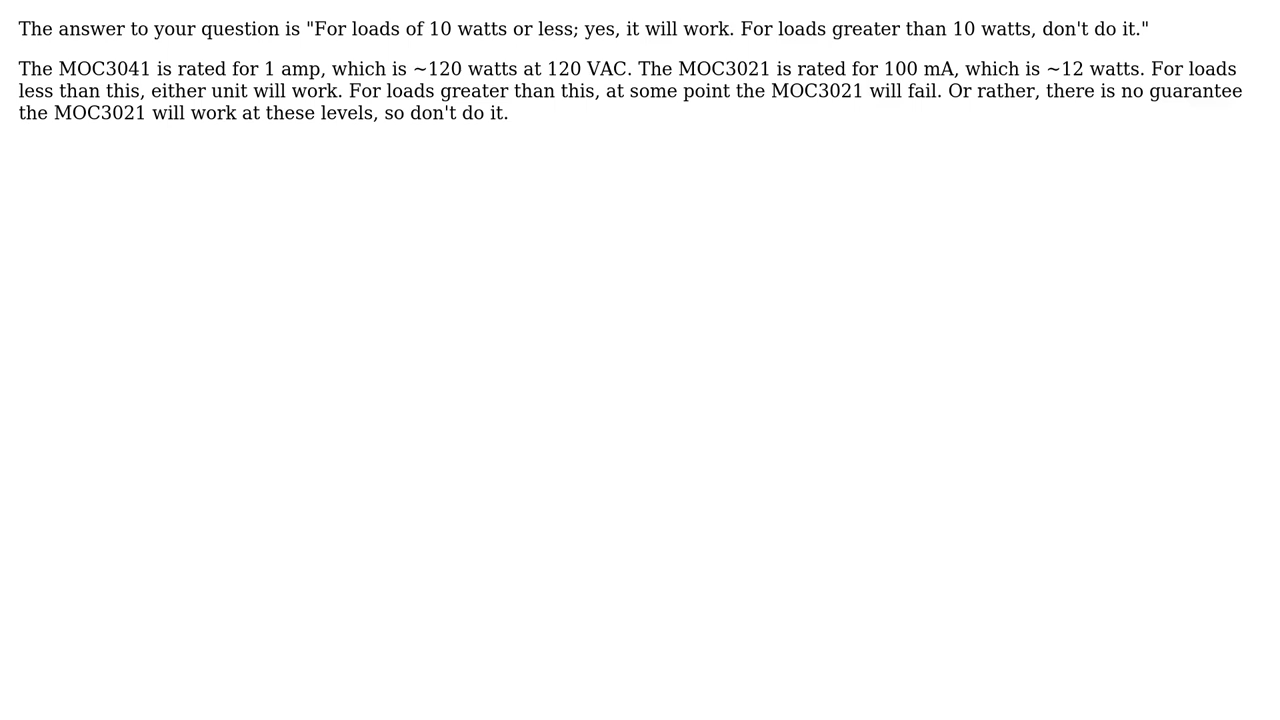 The answer to your question is "For loads of 10 watts or less; yes, it will work. For loads greater than 10 watts, don't do it."
The MOC3041 is rated for 1 amp, which is ~120 watts at 120 VAC. The MOC3021 is rated for 100 mA, which is ~12 watts. For loads
less than this, either unit will work. For loads greater than this, at some point the MOC3021 will fail. Or rather, there is no guarantee
the MOC3021 will work at these levels, so don't do it.